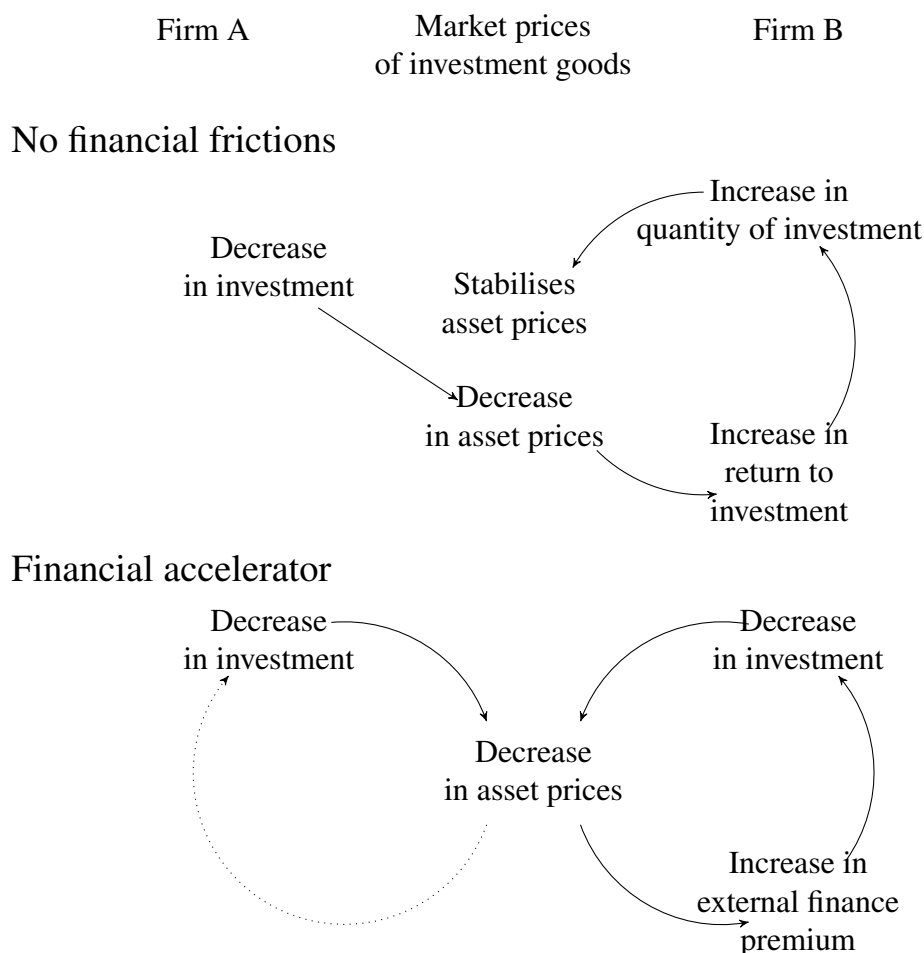 Firm A
Market prices
of investment goods
Firm B
No financial frictions
Increase in
quantity of investment
Decrease
in investment
Stabilises
asset prices
Decrease
in asset prices
Increase in
return to
investment
Financial accelerator
Decrease
in investment
Decrease
in investment
Decrease
in asset prices
Increase in
external finance
premium